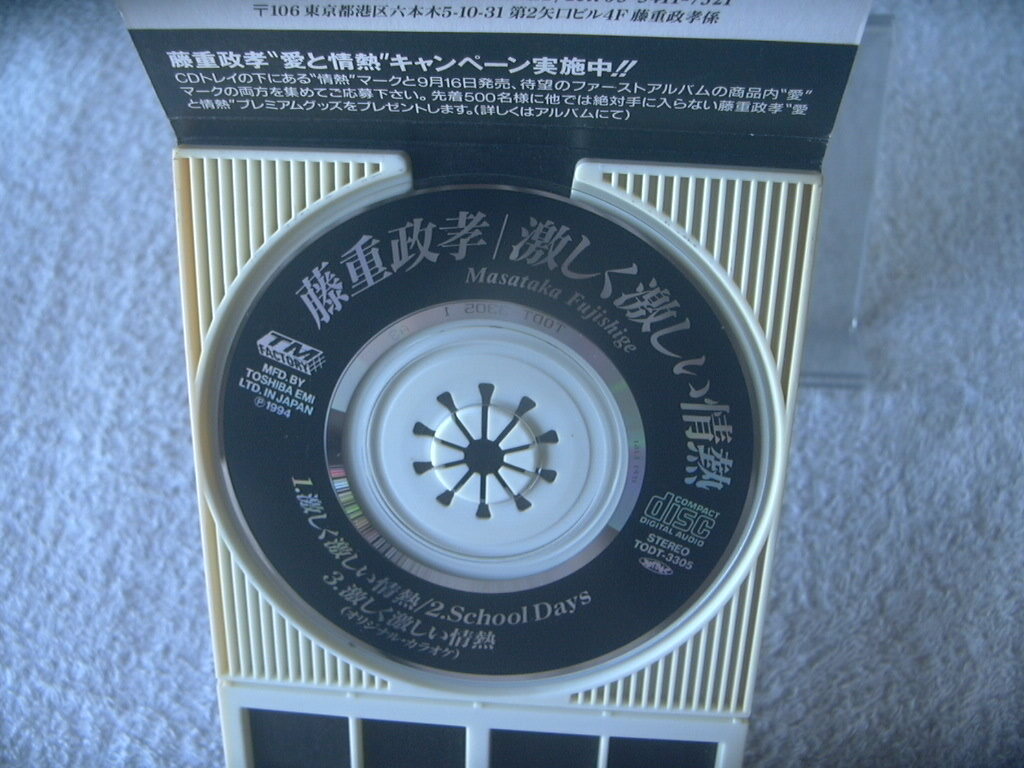 〒106 東京都港区六本木5-10-31 第2矢口ビル4F 藤重政孝係
藤重政孝"愛と情熱"キャンペーン実施中!!
CDトレイの下にある"情熱"マークと9月16日発売、待望のファーストアルバムの商品内"愛"
マークの両方を集めてご応募下さい。先着500名様に他では絶対手に入らない藤重政孝"愛
と情熱"プレミアムグッズをプレゼントします。(詳しくはアルバムにて)
藤重政孝/激しく激しい情熱
Masataka Fujishige
TM
FACTORY
MFD. BY
TOSHIBA EMI
LTD. IN JAPAN
℗1994
COMPACT
disc
DIGITAL AUDIO
STEREO
TODT-3305
1.激しく激しい情熱/2.School Days
3.激しく激しい情熱
(オリジナル・カラオケ)